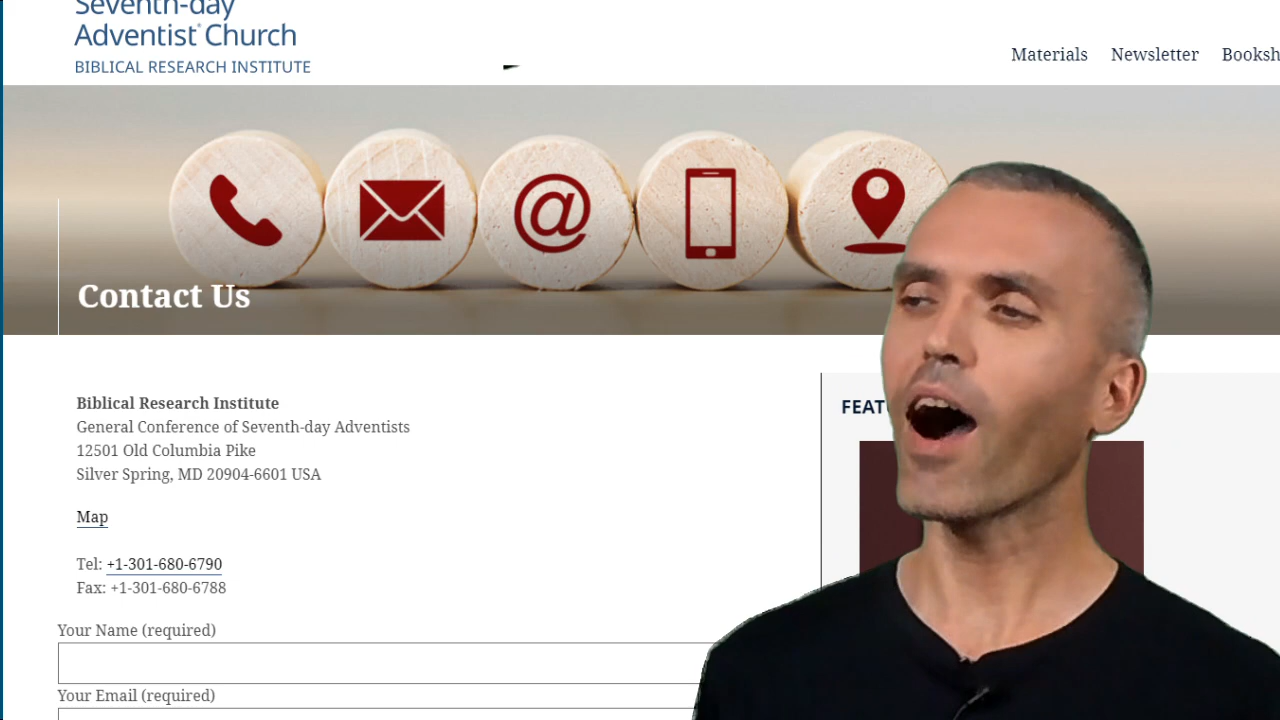 Seventh-day
Adventist® Church
BIBLICAL RESEARCH INSTITUTE
Materials Newsletter Booksh
@
Contact Us
Biblical Research Institute
General Conference of Seventh-day Adventists
12501 Old Columbia Pike
Silver Spring, MD 20904-6601 USA
Map
Tel: +1-301-680-6790
Fax: +1-301-680-6788
Your Name (required)
Your Email (required)
FEAT